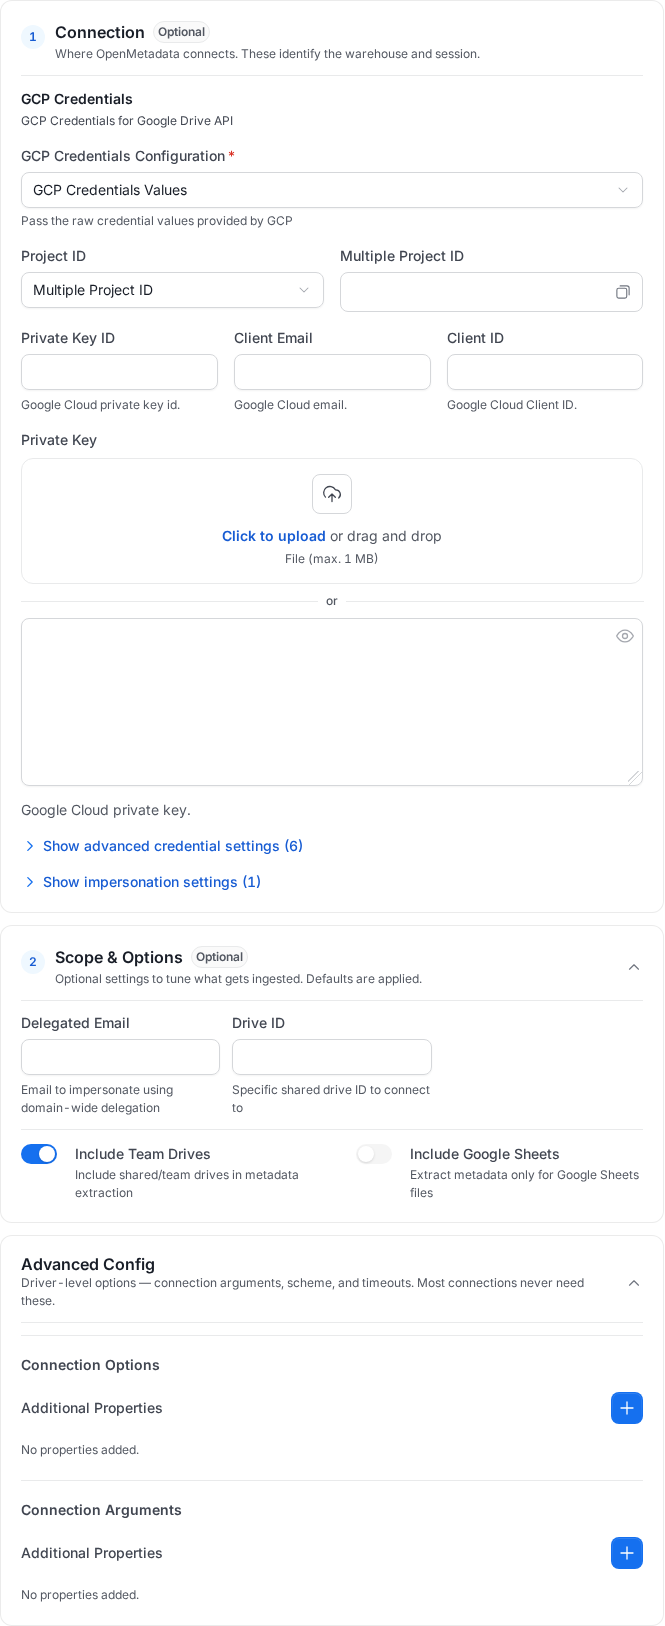 1 Connection Optional
Where OpenMetadata connects. These identify the warehouse and session.
GCP Credentials
GCP Credentials for Google Drive API
GCP Credentials Configuration *
GCP Credentials Values
Pass the raw credential values provided by GCP
Project ID
Multiple Project ID
Multiple Project ID
Private Key ID
Google Cloud private key id.
Client Email
Google Cloud email.
Client ID
Google Cloud Client ID.
Private Key
Click to upload or drag and drop
File (max. 1 MB)
or
Google Cloud private key.
Show advanced credential settings (6)
Show impersonation settings (1)
2 Scope & Options Optional
Optional settings to tune what gets ingested. Defaults are applied.
Delegated Email
Email to impersonate using
domain-wide delegation
Drive ID
Specific shared drive ID to connect
to
Include Team Drives
Include shared/team drives in metadata
extraction
Include Google Sheets
Extract metadata only for Google Sheets
files
Advanced Config
Driver-level options — connection arguments, scheme, and timeouts. Most connections never need
these.
Connection Options
Additional Properties
No properties added.
Connection Arguments
Additional Properties
No properties added.